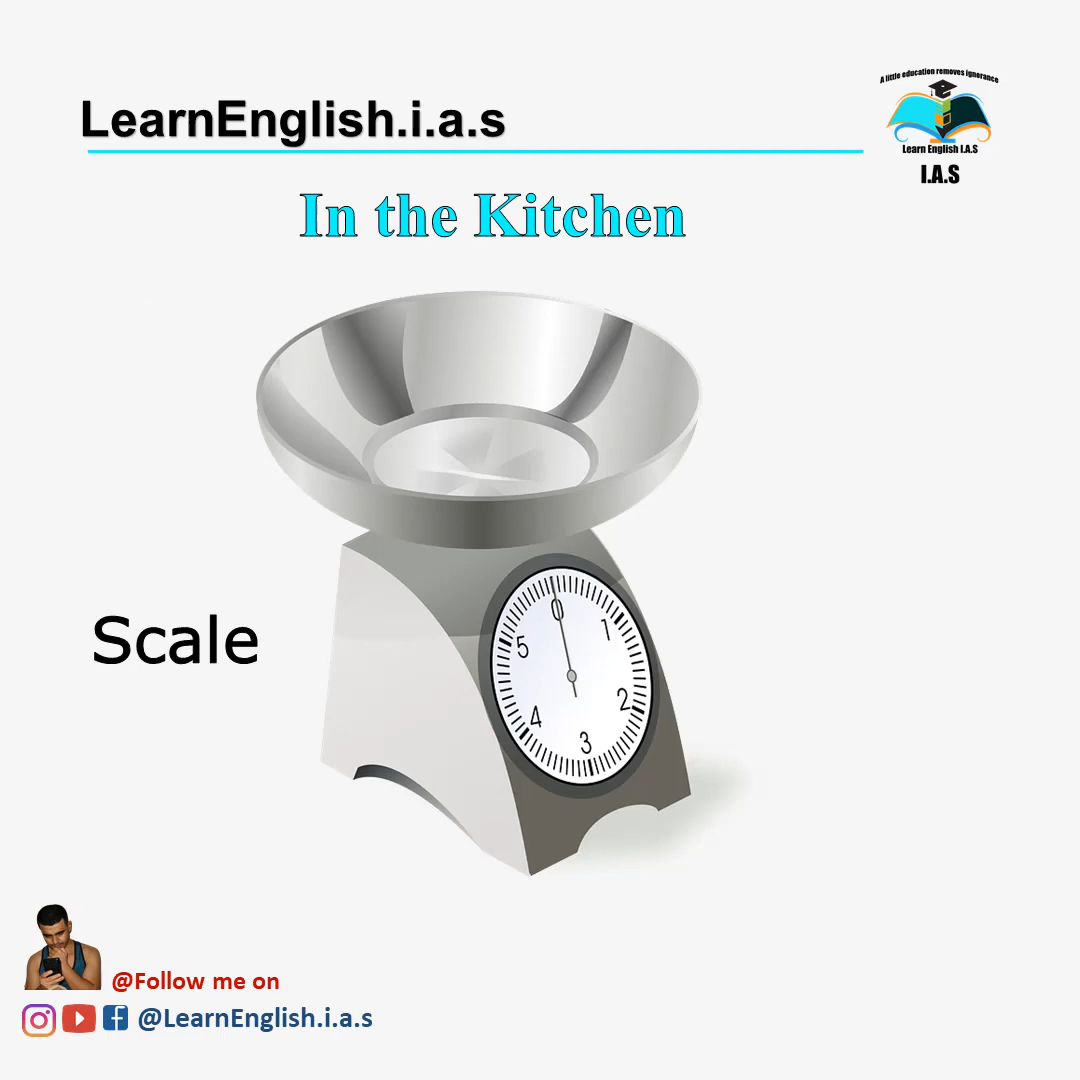 A little education removes ignorance
LearnEnglish.i.a.s
Learn English I.A.S
I.A.S
In the Kitchen
0
1
5
2
4
3
Scale
@Follow me on
@LearnEnglish.i.a.s